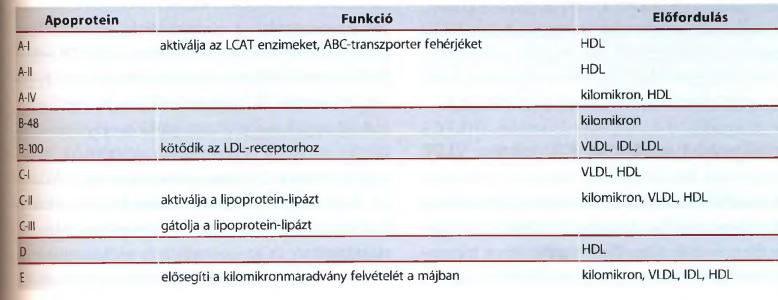 Apoprotein Funkció Előfordulás
A-I aktiválja az LCAT enzimeket, ABC-transzporter fehérjéket HDL
A-II HDL
A-IV kilomikron, HDL
B-48 kilomikron
B-100 kötődik az LDL-receptorhoz VLDL, IDL, LDL
C-I VLDL, HDL
C-II aktiválja a lipoprotein-lipázt kilomikron, VLDL, HDL
C-III gátolja a lipoprotein-lipázt
D HDL
E elősegíti a kilomikronmaradvány felvételét a májban kilomikron, VLDL, IDL, HDL